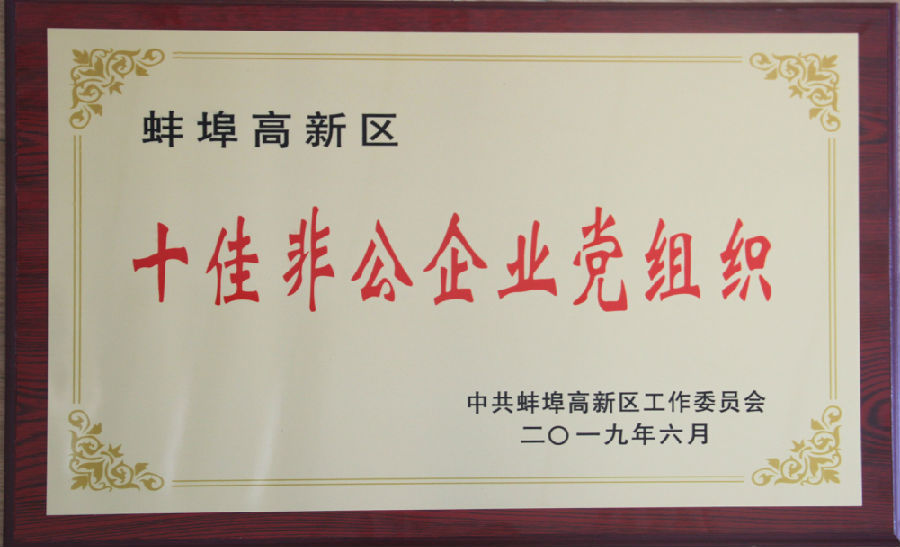 蚌埠高新区
十佳非公企业党组织
中共蚌埠高新区工作委员会
二〇一九年六月